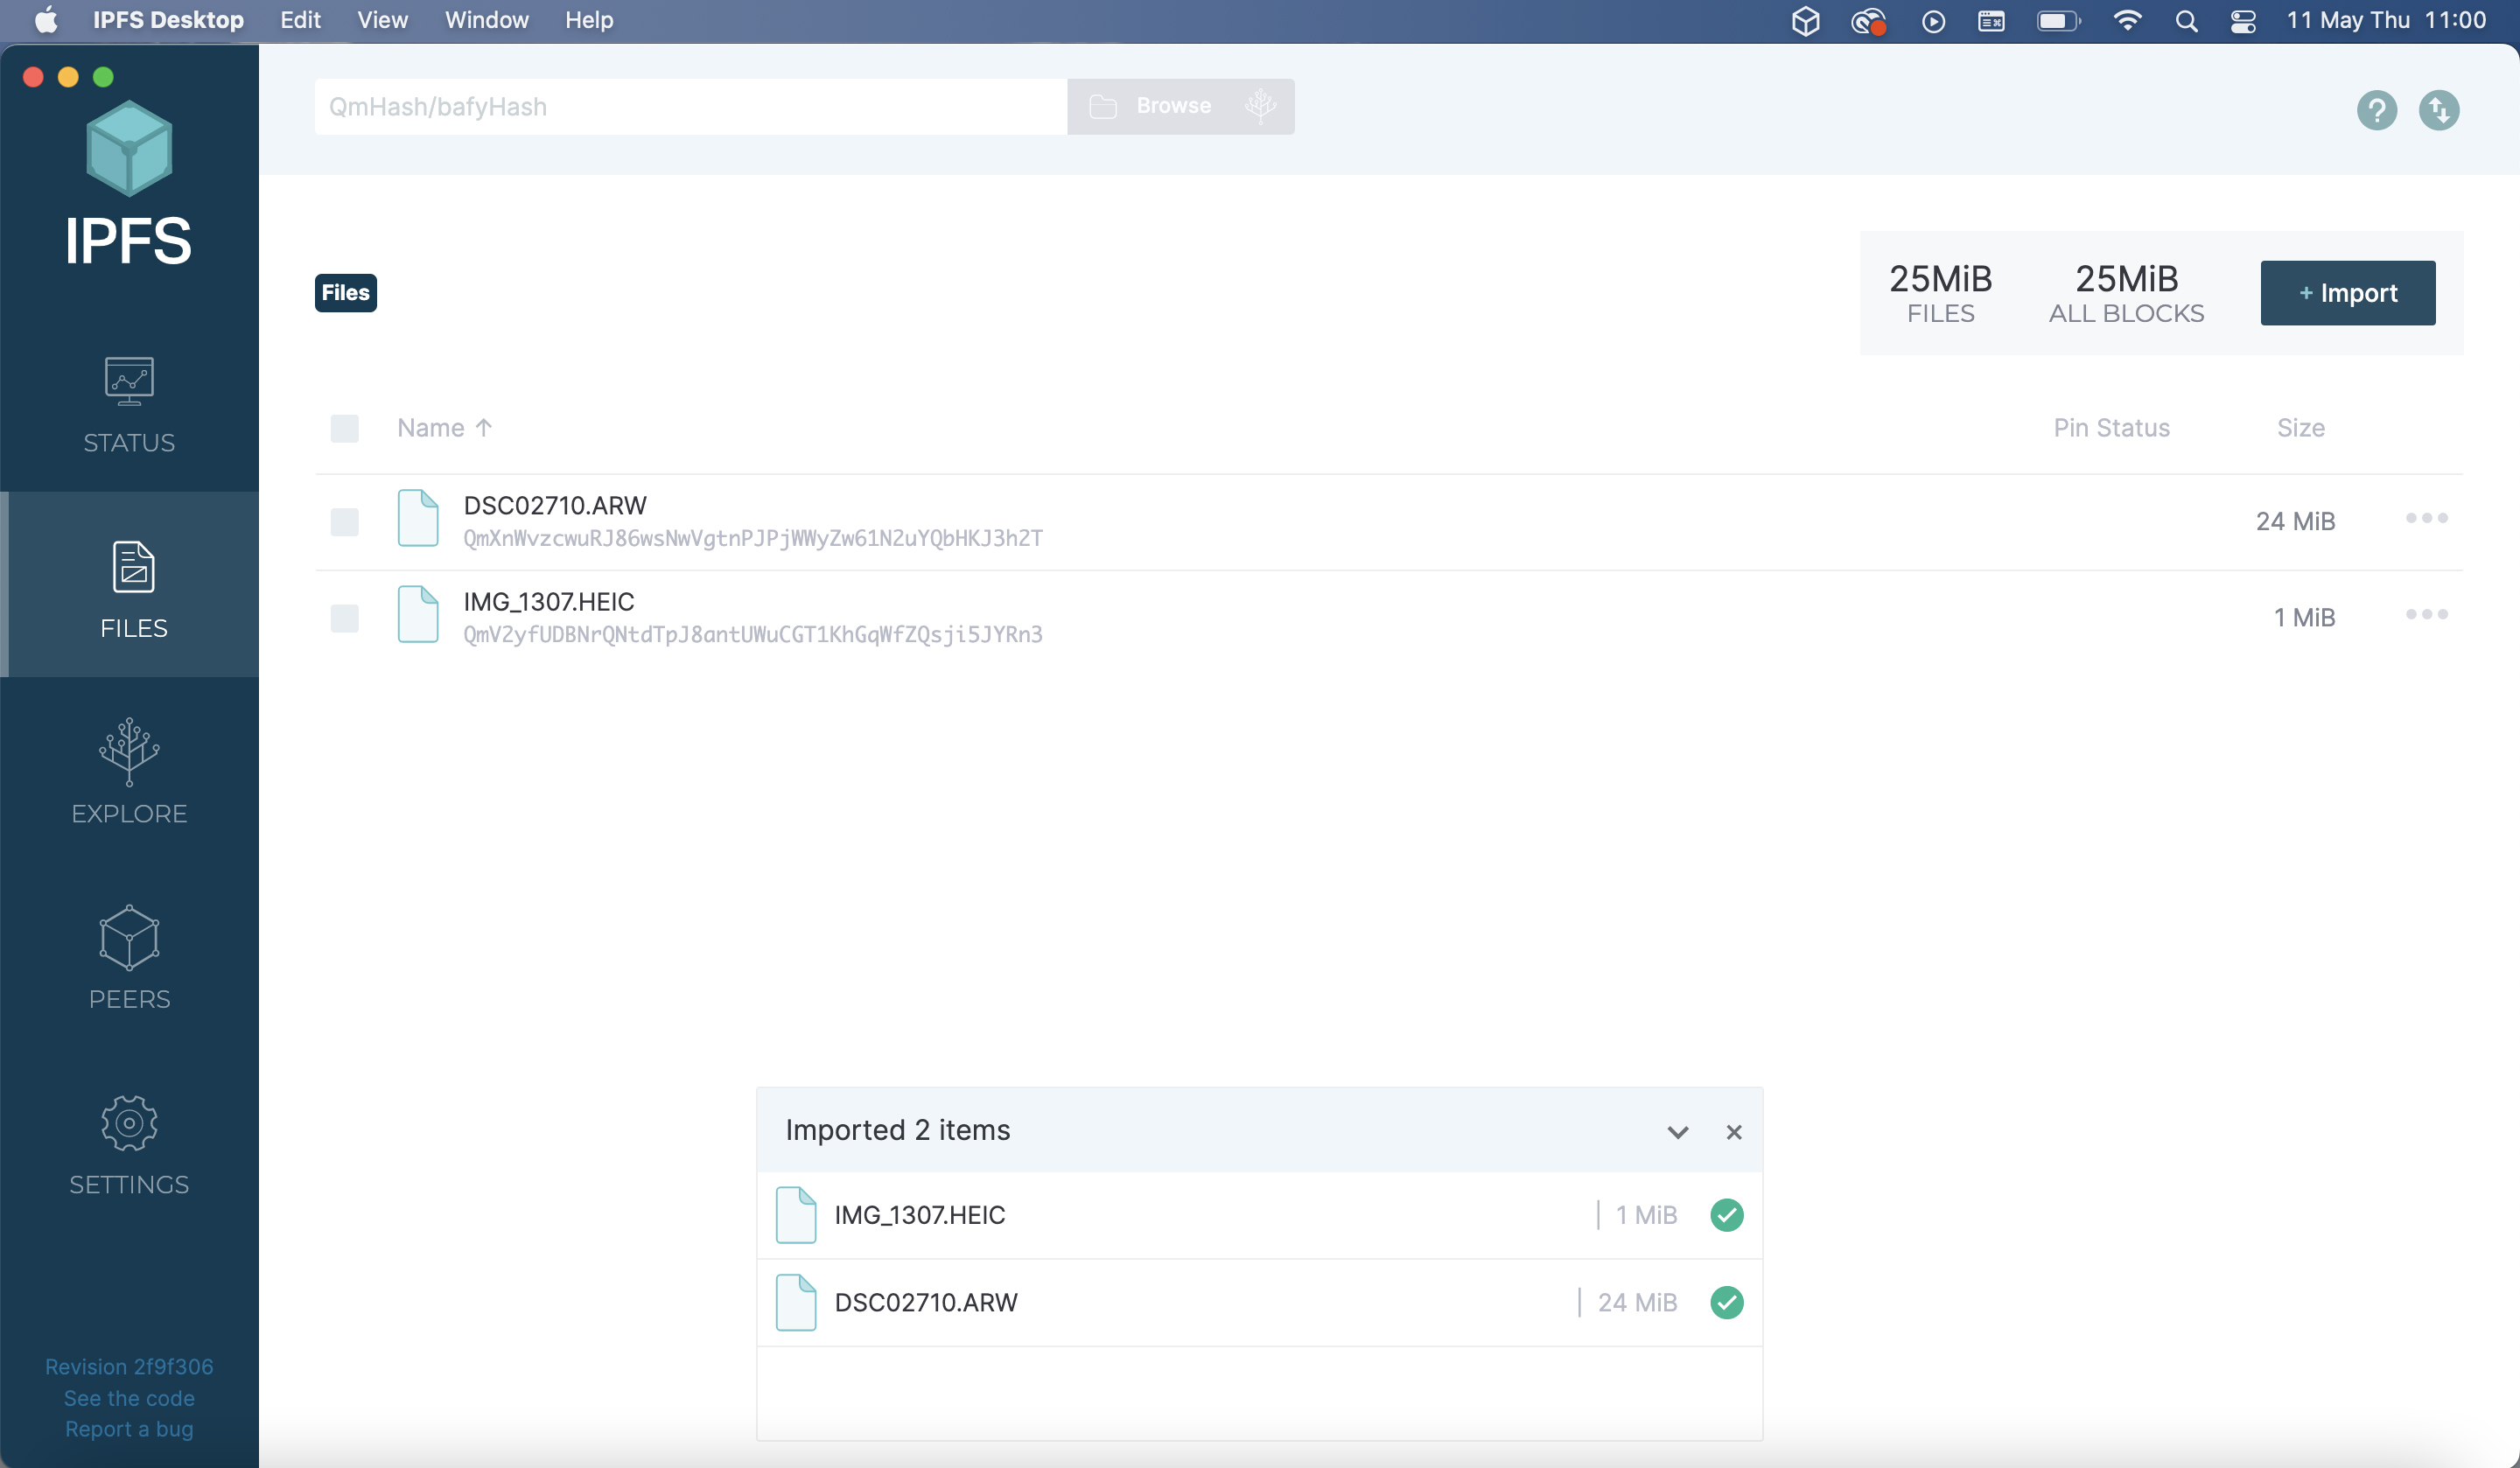 IPFS Desktop Edit View Window Help 11 May Thu 11:00
QmHash/bafyHash Browse
IPFS
STATUS
FILES
EXPLORE
PEERS
SETTINGS
Revision 2f9f306
See the code
Report a bug
Files
25MiB
FILES
25MiB
ALL BLOCKS
+ Import
Name ↑ Pin Status Size
DSC02710.ARW
QmXnWvzcwuRJ86wsNwVgtnPJPjWWyZw61N2uYQbHKJ3h2T
24 MiB
IMG_1307.HEIC
QmV2yfUDBNrQNtdTpJ8antUWuCGT1KhGqWfZQsji5JYRn3
1 MiB
Imported 2 items
IMG_1307.HEIC | 1 MiB
DSC02710.ARW | 24 MiB